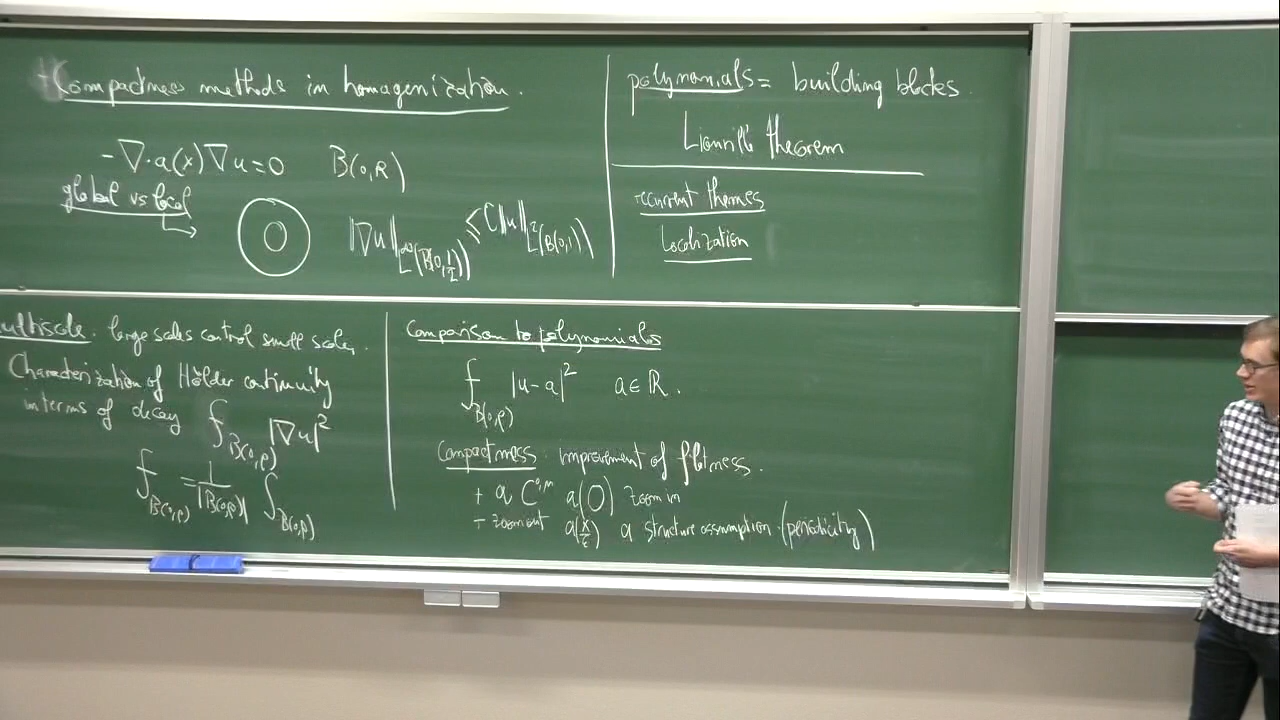 Compactness methods in homogenization.
-∇·a(x)∇u=0 B(0,R)
global vs local
‖∇u‖_{L^∞(B(0,1/2))} ≤ C‖u‖_{L^2(B(0,1))}
polynomials = building blocks.
Liouville theorem
recurrent themes
Localization
ultiscale. large scales control small scales.
Characterization of Hölder continuity
in terms of decay ⨍_{B(0,ρ)} |∇u|^2
⨍_{B(0,ρ)} = 1/|B(0,ρ)| ∫_{B(0,ρ)}
Comparison to polynomials
⨍_{B(0,ρ)} |u-a|^2 a∈ℝ.
Compactness: improvement of flatness.
+ a C^{0,μ} a(0) zoom in
+ zoom out a(x/ε) a structure assumption (periodicity)